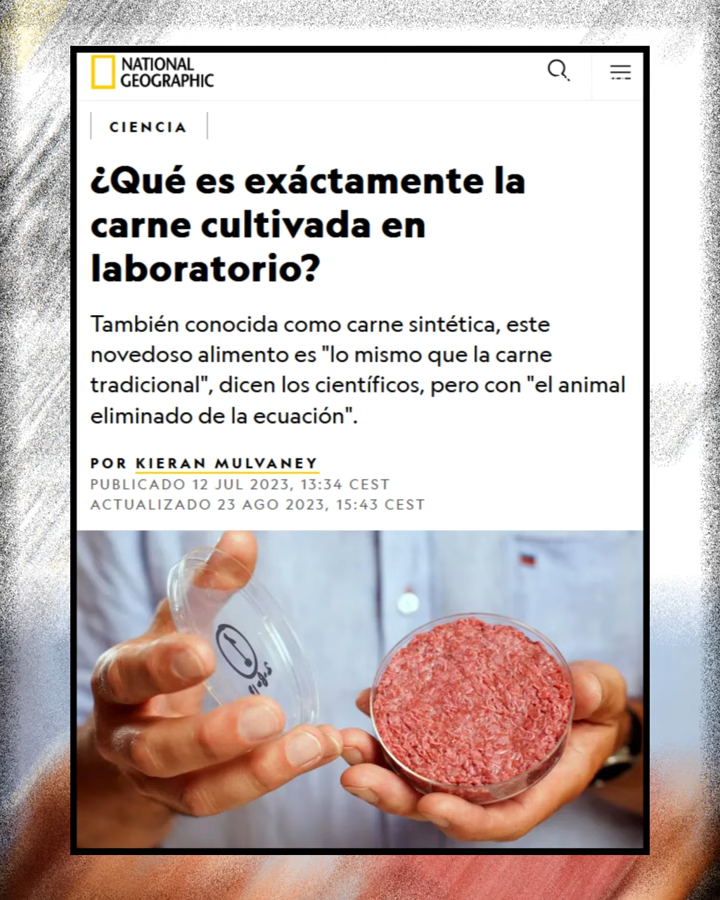 NATIONAL
GEOGRAPHIC
CIENCIA
¿Qué es exáctamente la
carne cultivada en
laboratorio?
También conocida como carne sintética, este
novedoso alimento es "lo mismo que la carne
tradicional", dicen los científicos, pero con "el animal
eliminado de la ecuación".
POR KIERAN MULVANEY
PUBLICADO 12 JUL 2023, 13:34 CEST
ACTUALIZADO 23 AGO 2023, 15:43 CEST